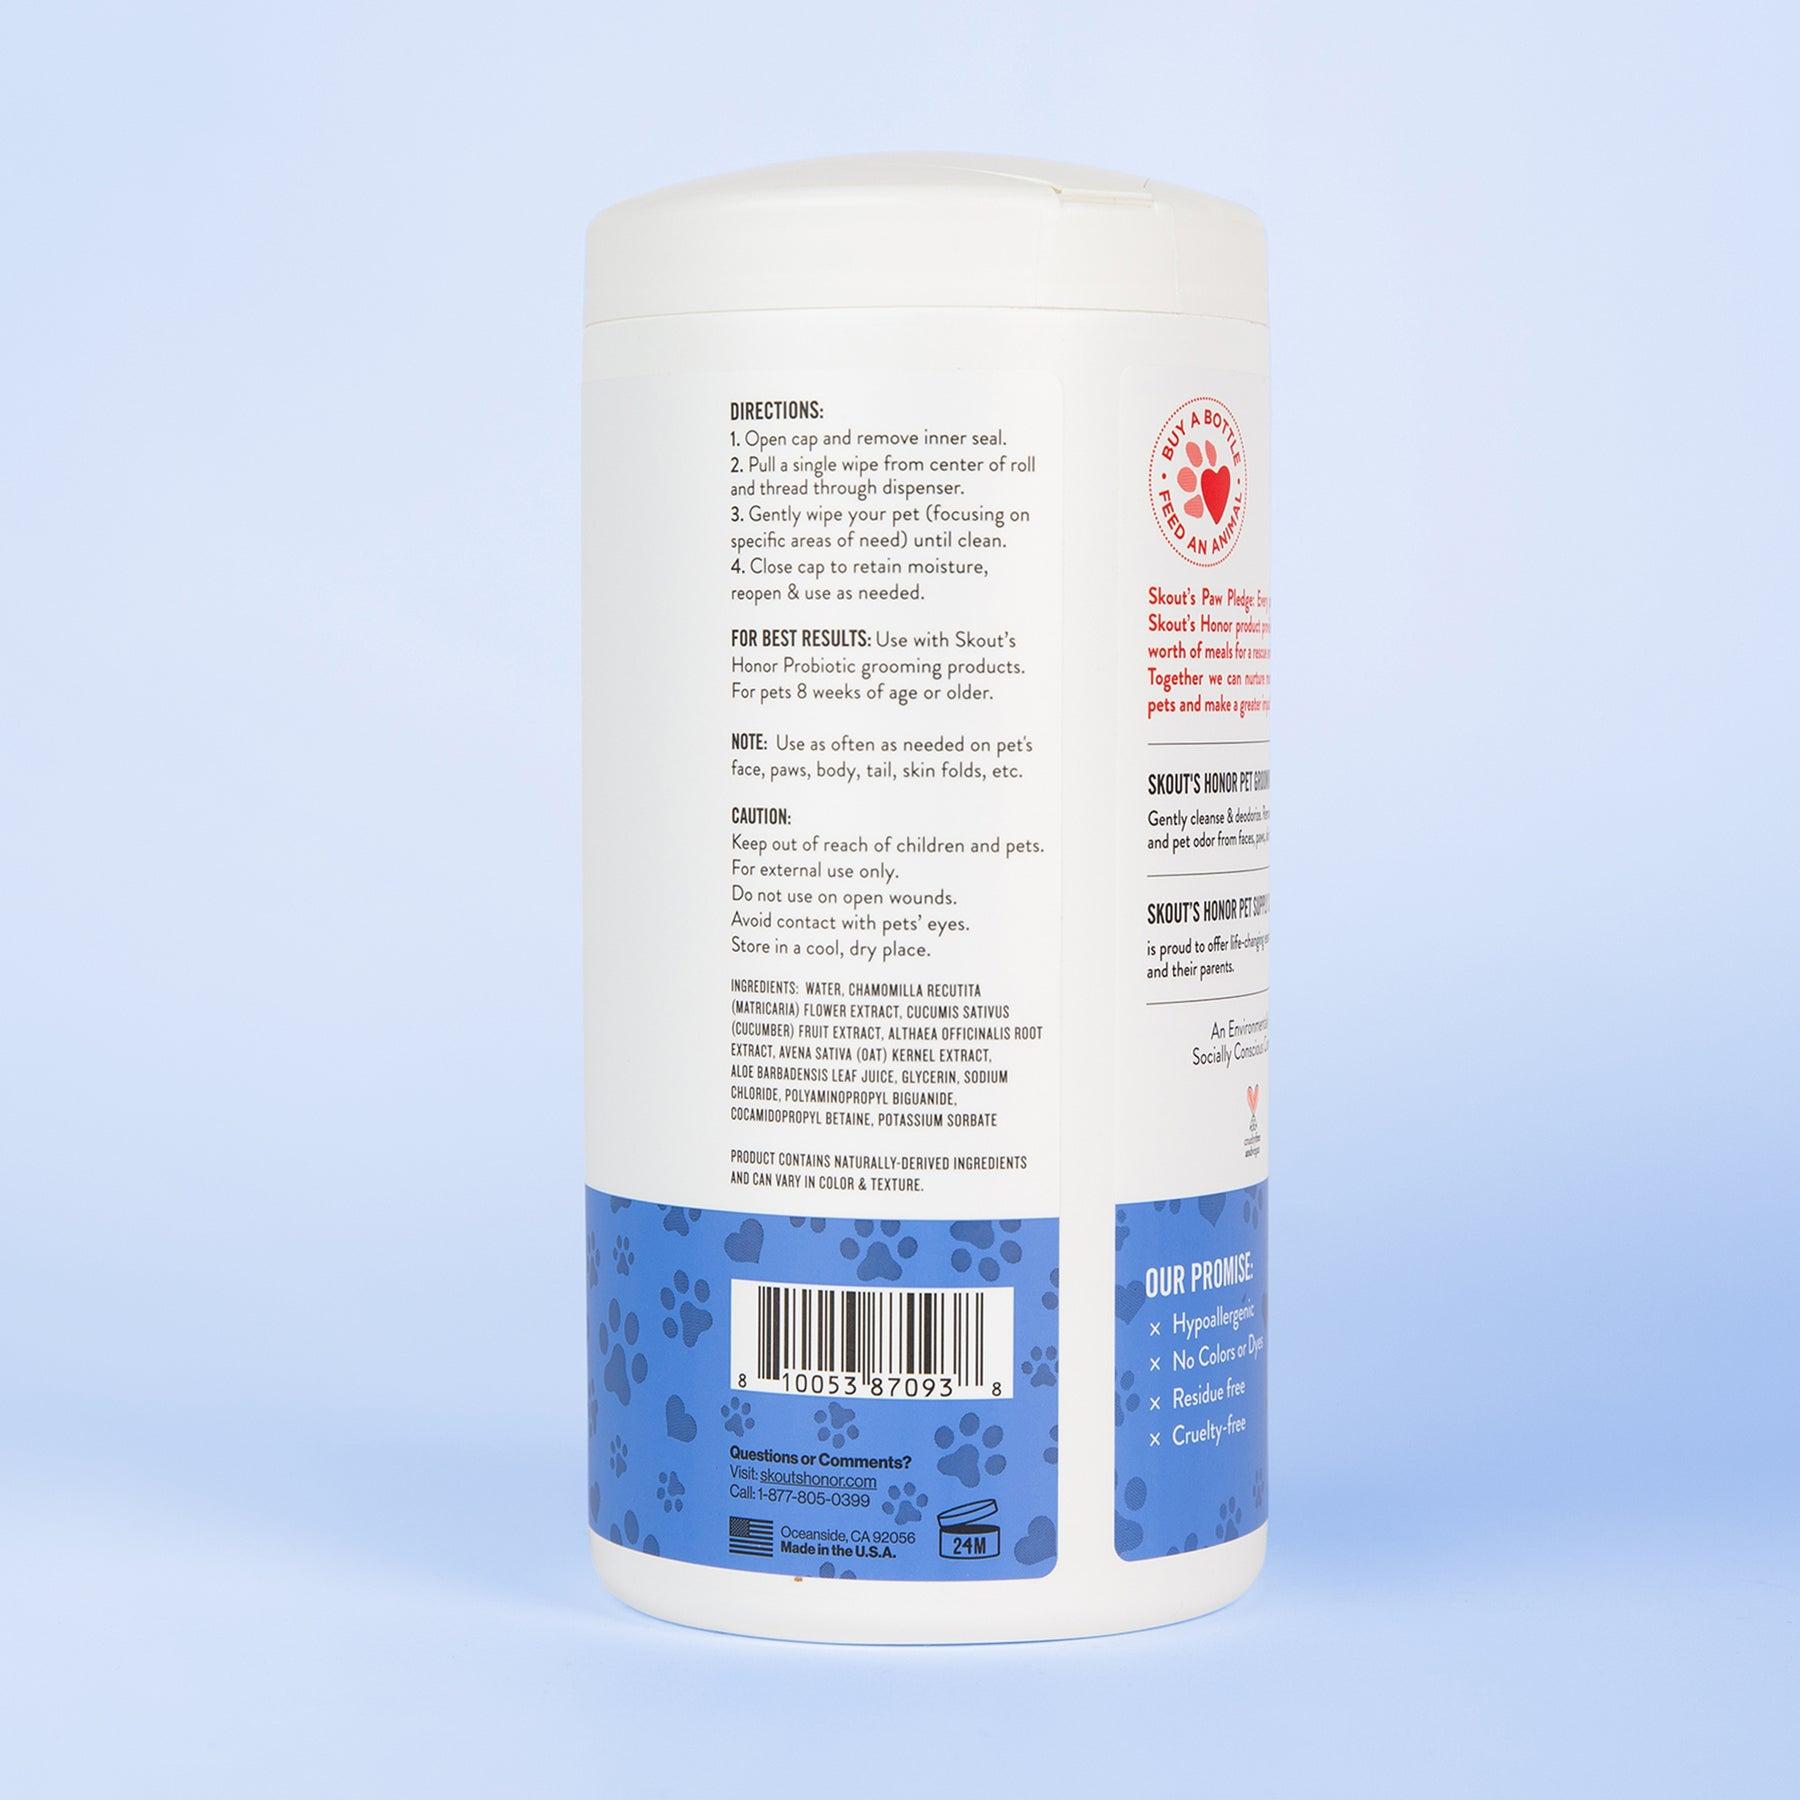 DIRECTIONS:
1. Open cap and remove inner seal.
2. Pull a single wipe from center of roll
and thread through dispenser.
3. Gently wipe your pet (focusing on
specific areas of need) until clean.
4. Close cap to retain moisture,
reopen & use as needed.
FOR BEST RESULTS: Use with Skout's
Honor Probiotic grooming products.
For pets 8 weeks of age or older.
NOTE: Use as often as needed on pet's
face, paws, body, tail, skin folds, etc.
CAUTION:
Keep out of reach of children and pets.
For external use only.
Do not use on open wounds.
Avoid contact with pets' eyes.
Store in a cool, dry place.
INGREDIENTS: WATER, CHAMOMILLA RECUTITA
(MATRICARIA) FLOWER EXTRACT, CUCUMIS SATIVUS
(CUCUMBER) FRUIT EXTRACT, ALTHAEA OFFICINALIS ROOT
EXTRACT, AVENA SATIVA (OAT) KERNEL EXTRACT,
ALOE BARBADENSIS LEAF JUICE, GLYCERIN, SODIUM
CHLORIDE, POLYAMINOPROPYL BIGUANIDE,
COCAMIDOPROPYL BETAINE, POTASSIUM SORBATE
PRODUCT CONTAINS NATURALLY-DERIVED INGREDIENTS
AND CAN VARY IN COLOR & TEXTURE.
8 10053 87093 8
Questions or Comments?
Visit: skoutshonor.com
Call: 1-877-805-0399
Oceanside, CA 92056
Made in the U.S.A.
24M
BUY A BOTTLE
FEED AN ANIMAL
Skout's Paw Pledge:
Skout's Honor product
worth of meals for a
Together we can nurture
pets and make a greater
SKOUT'S HONOR PET
Gently cleanse & deodorize.
and pet odor from faces, paws,
SKOUT'S HONOR PET
is proud to offer life-changing
and their parents.
An
Socially
OUR PROMISE:
× Hypoallergenic
× No Colors or Dyes
× Residue free
× Cruelty-free